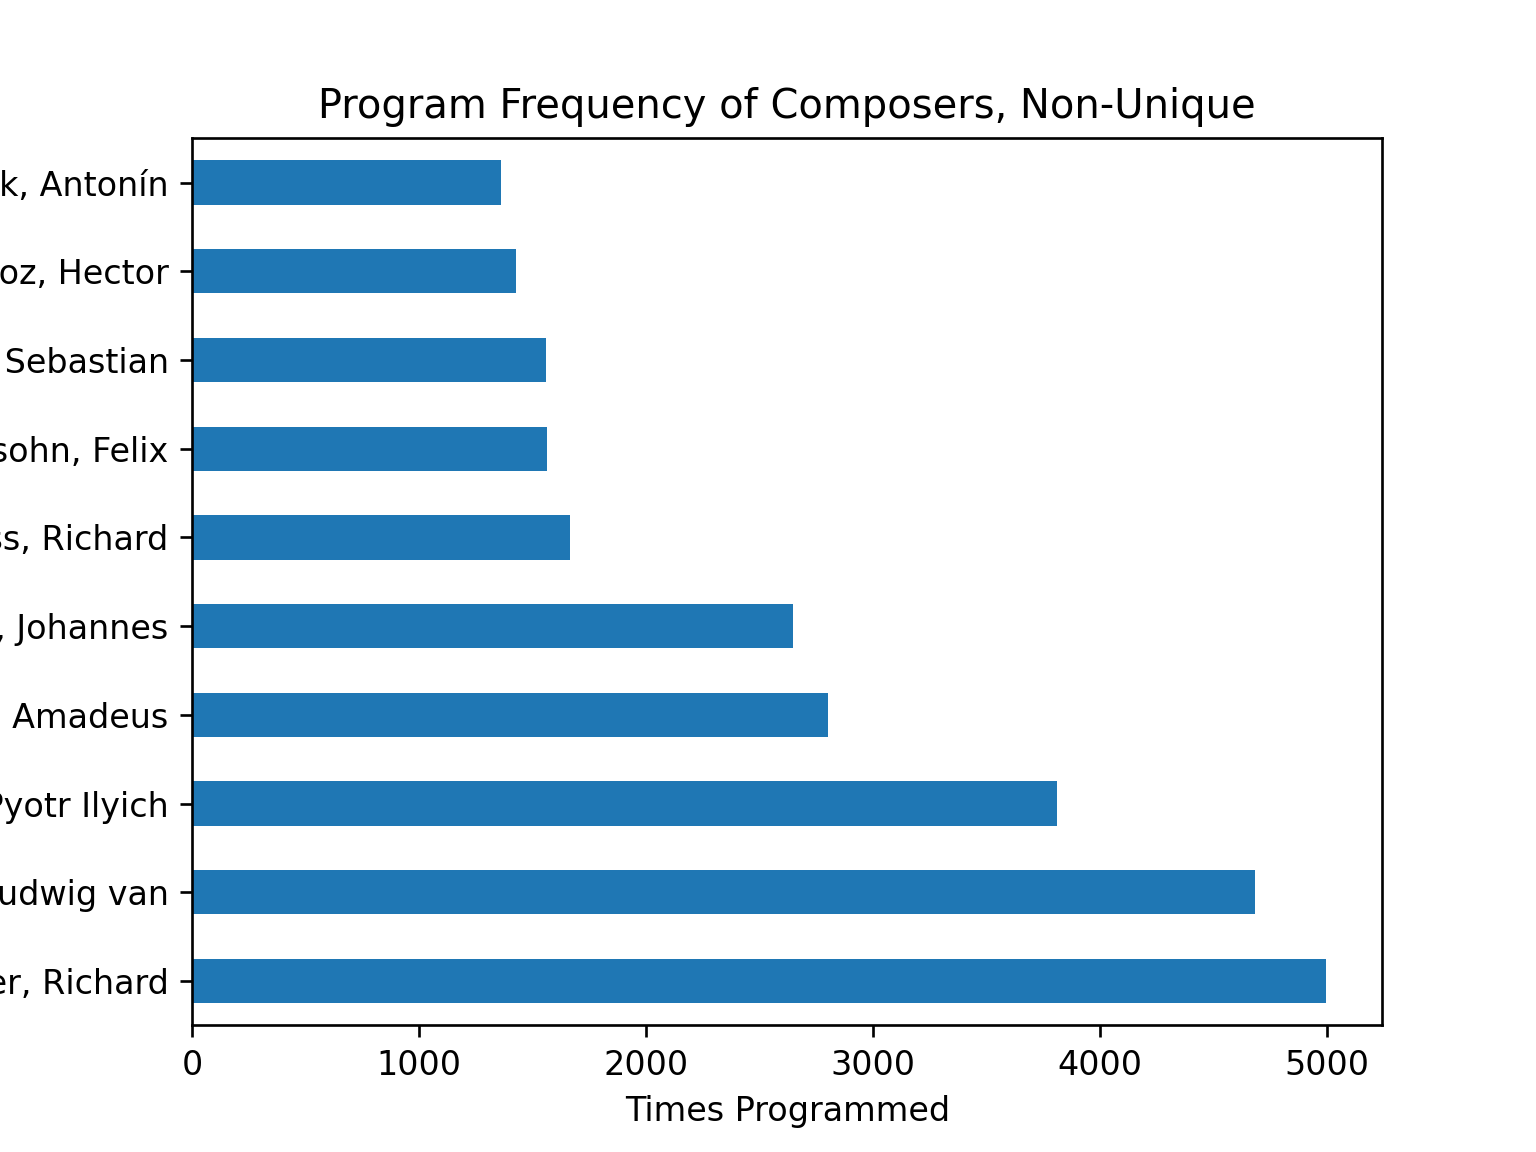 Program Frequency of Composers, Non-Unique
k, Antonín
oz, Hector
Sebastian
sohn, Felix
ss, Richard
, Johannes
Amadeus
Pyotr Ilyich
udwig van
er, Richard
0 1000 2000 3000 4000 5000
Times Programmed